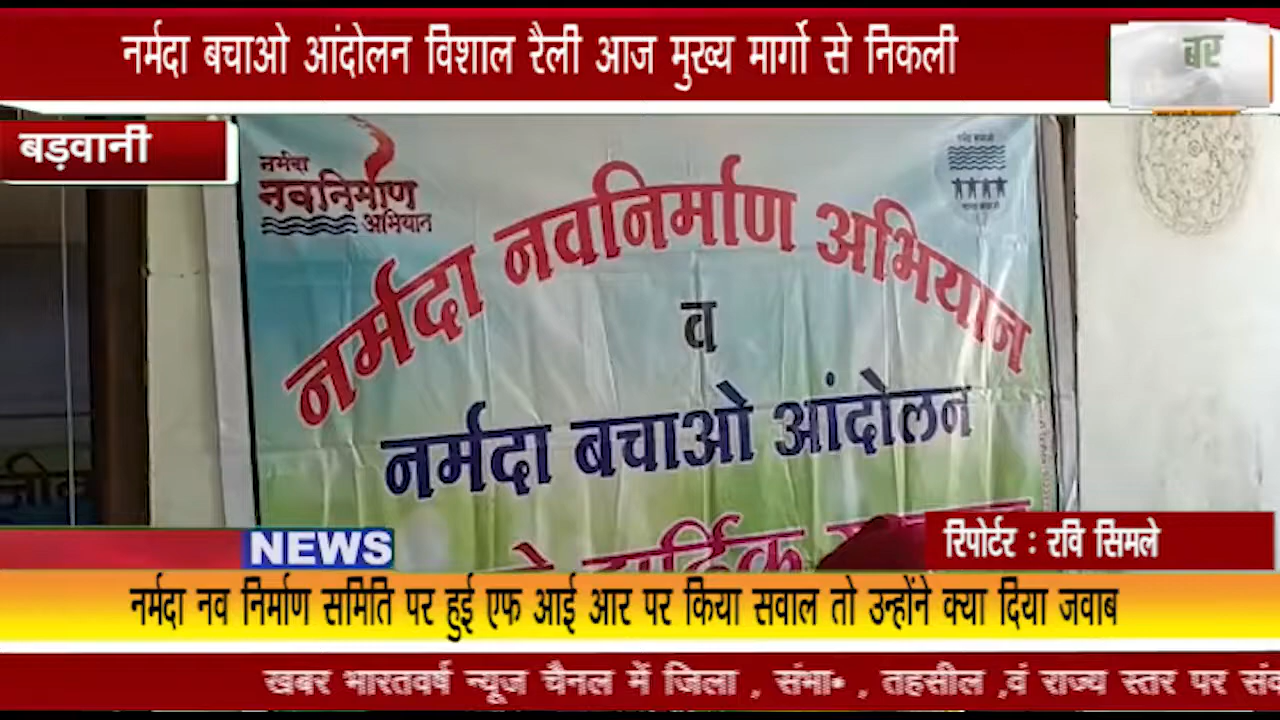 नर्मदा बचाओ आंदोलन विशाल रैली आज मुख्य मार्गो से निकली
बर
बड़वानी
नर्मदा
नवनिर्माण
अभियान
नर्मदा नवनिर्माण अभियान
व
नर्मदा बचाओ आंदोलन
हार्दिक
NEWS
रिपोर्टर : रवि सिमले
नर्मदा नव निर्माण समिति पर हुई एफ आई आर पर किया सवाल तो उन्होंने क्या दिया जवाब
खबर भारतवर्ष न्यूज चैनल में जिला , संभा• , तहसील ,वं राज्य स्तर पर